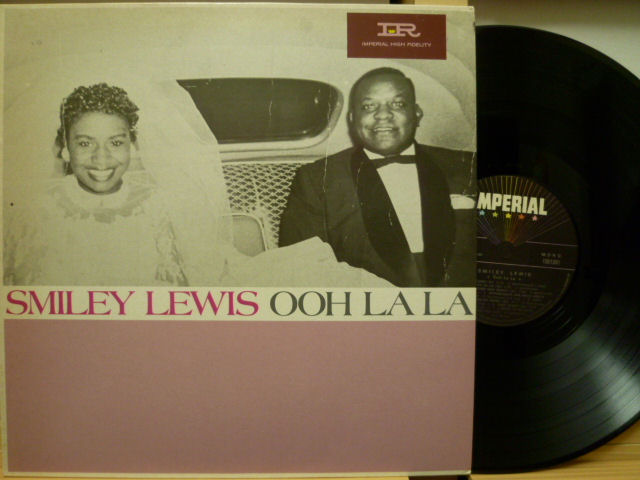 IR
IMPERIAL HIGH FIDELITY
SMILEY LEWIS OOH LA LA
IMPERIAL
MONO
SMILEY LEWIS